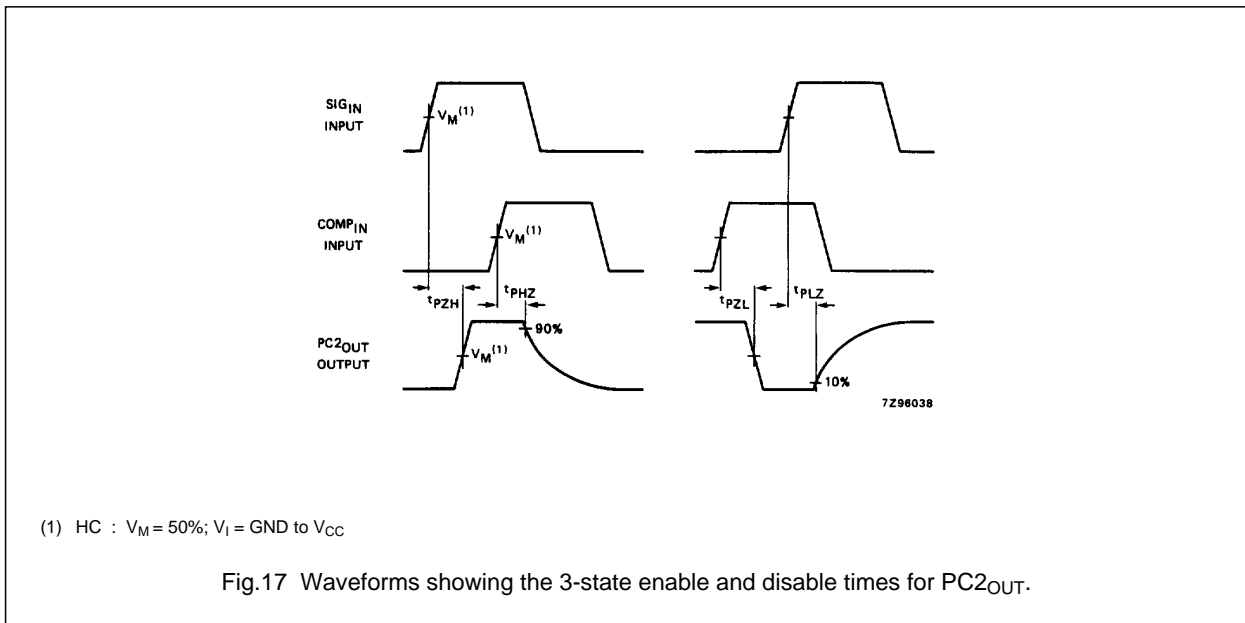 SIG_IN
INPUT
V_M(1)
COMP_IN
INPUT
V_M(1)
t_PZH
t_PHZ
t_PZL
t_PLZ
PC2_OUT
OUTPUT
V_M(1)
90%
10%
7Z96038
(1) HC : V_M = 50%; V_I = GND to V_CC
Fig.17 Waveforms showing the 3-state enable and disable times for PC2_OUT.